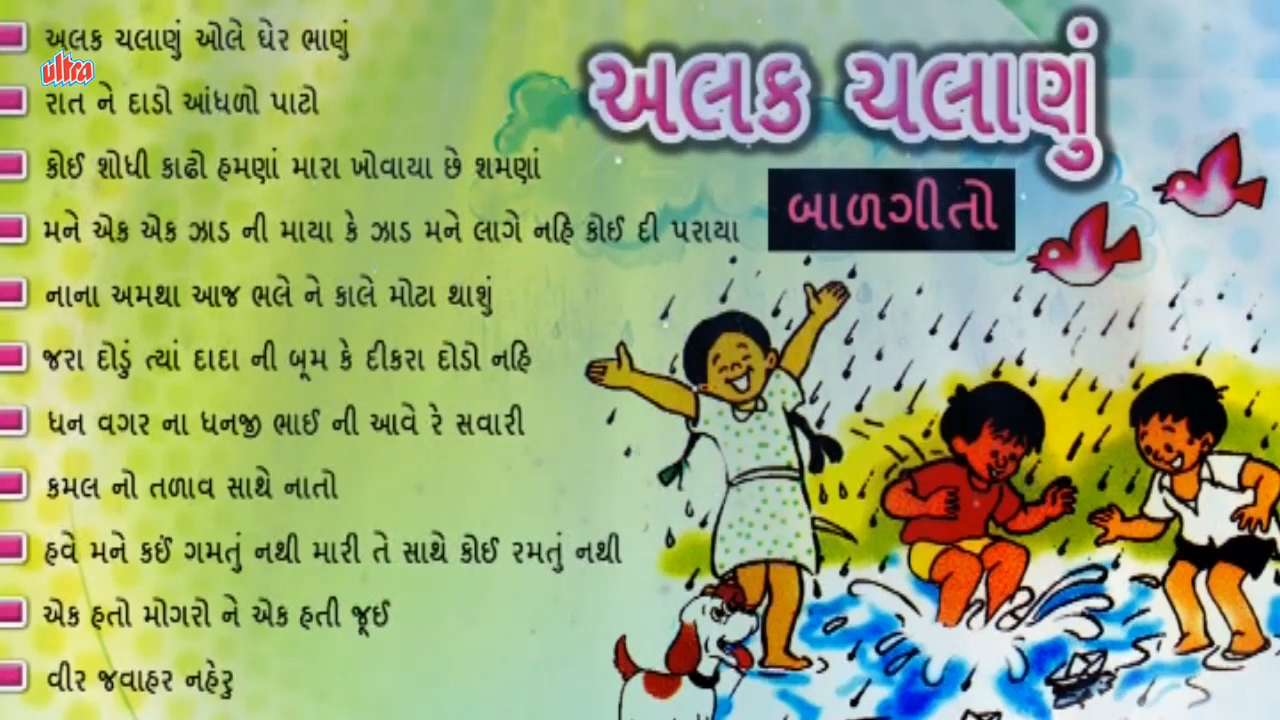 અલક ચલાણું ઓલે ઘેર ભાણું
ultra
રાત ને દાડો આંધળો પાટો
કોઈ શોધી કાઢો હમણાં મારા ખોવાયા છે શમણાં
મને એક એક ઝાડ ની માયા કે ઝાડ મને લાગે નહિ કોઈ દી પરાયા
નાના અમથા આજ ભલે ને કાલે મોટા થાશું
જરા દોડું ત્યાં દાદા ની બૂમ કે દીકરા દોડો નહિ
ધન વગર ના ધનજી ભાઈ ની આવે રે સવારી
કમલ નો તળાવ સાથે નાતો
હવે મને કઈં ગમતું નથી મારી તે સાથે કોઈ રમતું નથી
એક હતો મોગરો ને એક હતી જૂઈ
વીર જવાહર નહેરુ
અલક ચલાણું
બાળગીતો